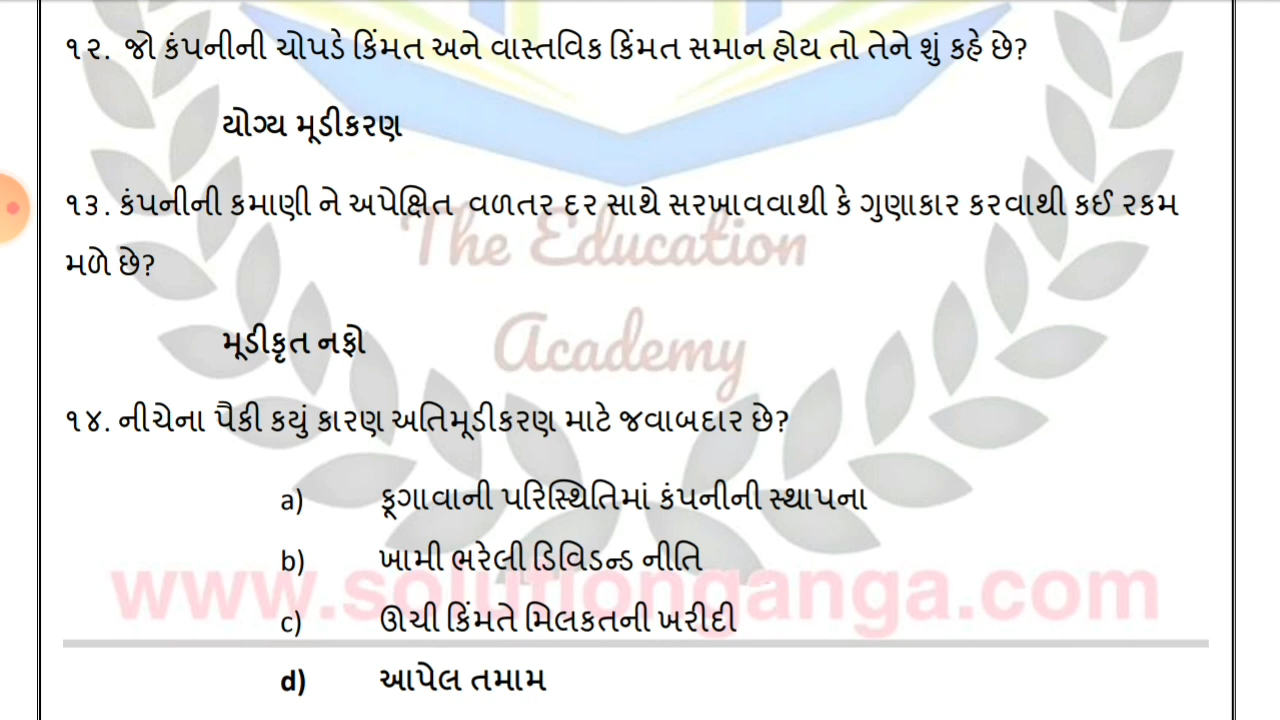 ૧૨. જો કંપનીની ચોપડે કિંમત અને વાસ્તવિક કિંમત સમાન હોય તો તેને શું કહે છે?
યોગ્ય મૂડીકરણ
૧૩. કંપનીની કમાણી ને અપેક્ષિત વળતર દર સાથે સરખાવવાથી કે ગુણાકાર કરવાથી કઈ રકમ
મળે છે?
The Education
મૂડીકૃત નફો
Academy
૧૪. નીચેના પૈકી કયું કારણ અતિમૂડીકરણ માટે જવાબદાર છે?
a) ફૂગાવાની પરિસ્થિતિમાં કંપનીની સ્થાપના
b) ખામી ભરેલી ડિવિડન્ડ નીતિ
www.solutionganga.com
c) ઊચી કિંમતે મિલકતની ખરીદી
d) આપેલ તમામ